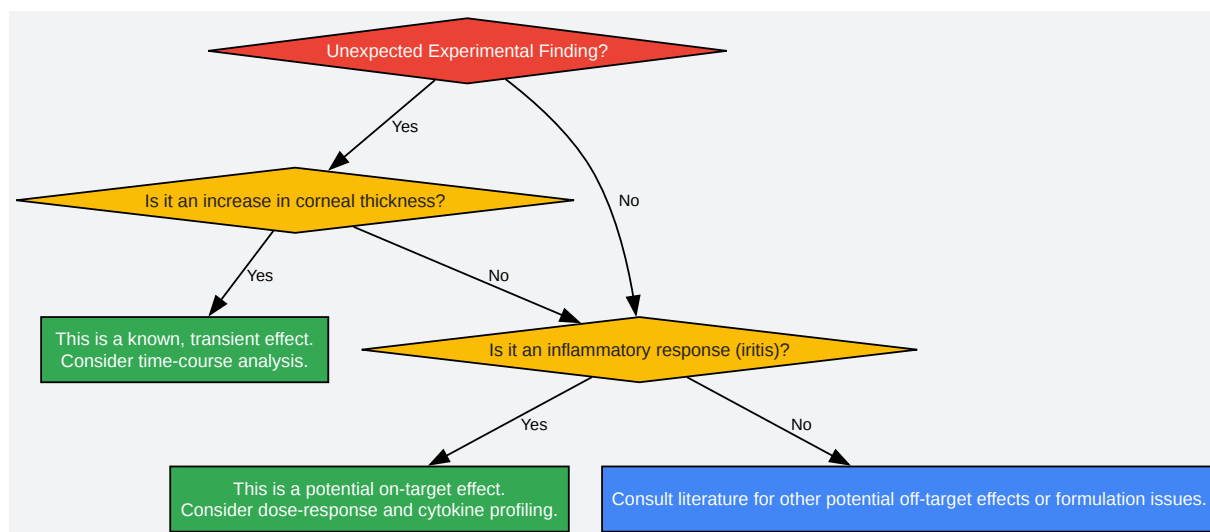 Unexpected Experimental Finding?
Yes
Is it an increase in corneal thickness?
No
Yes
No
This is a known, transient effect.
Consider time-course analysis.
Is it an inflammatory response (iritis)?
Yes
No
This is a potential on-target effect.
Consider dose-response and cytokine profiling.
Consult literature for other potential off-target effects or formulation issues.